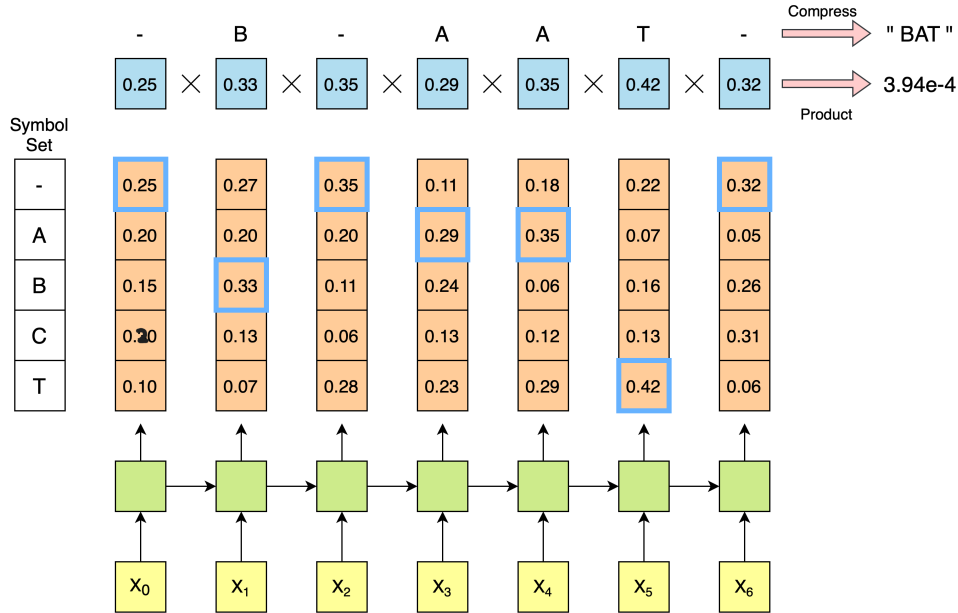 Compress
- B - A A T - " BAT "
0.25 × 0.33 × 0.35 × 0.29 × 0.35 × 0.42 × 0.32 3.94e-4
Product
Symbol
Set
- 0.25 0.27 0.35 0.11 0.18 0.22 0.32
A 0.20 0.20 0.20 0.29 0.35 0.07 0.05
B 0.15 0.33 0.11 0.24 0.06 0.16 0.26
C 0.13 0.06 0.13 0.12 0.13 0.31
T 0.10 0.07 0.28 0.23 0.29 0.42 0.06
X₀ X₁ X₂ X₃ X₄ X₅ X₆